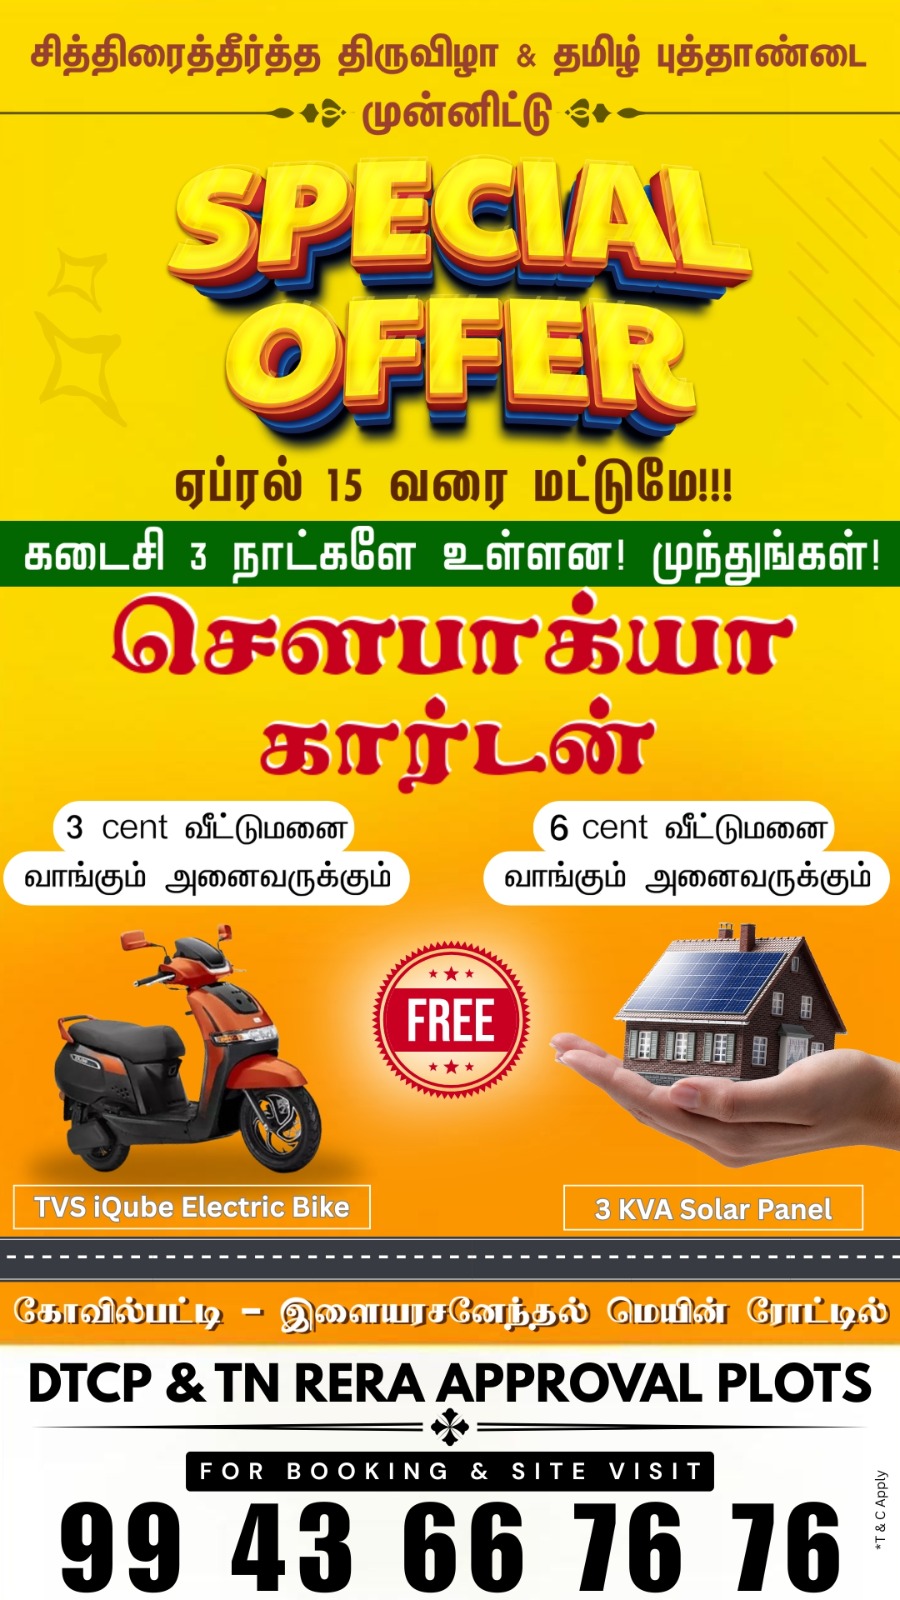 சித்திரைத்தீர்த்த திருவிழா & தமிழ் புத்தாண்டை
முன்னிட்டு
SPECIAL
OFFER
ஏப்ரல் 15 வரை மட்டுமே!!!
கடைசி 3 நாட்களே உள்ளன! முந்துங்கள்!
சௌபாக்யா
கார்டன்
3 cent வீட்டுமனை
வாங்கும் அனைவருக்கும்
6 cent வீட்டுமனை
வாங்கும் அனைவருக்கும்
FREE
TVS iQube Electric Bike
3 KVA Solar Panel
கோவில்பட்டி - இளையரசனேந்தல் மெயின் ரோட்டில்
DTCP & TN RERA APPROVAL PLOTS
FOR BOOKING & SITE VISIT
99 43 66 76 76
*T & C Apply